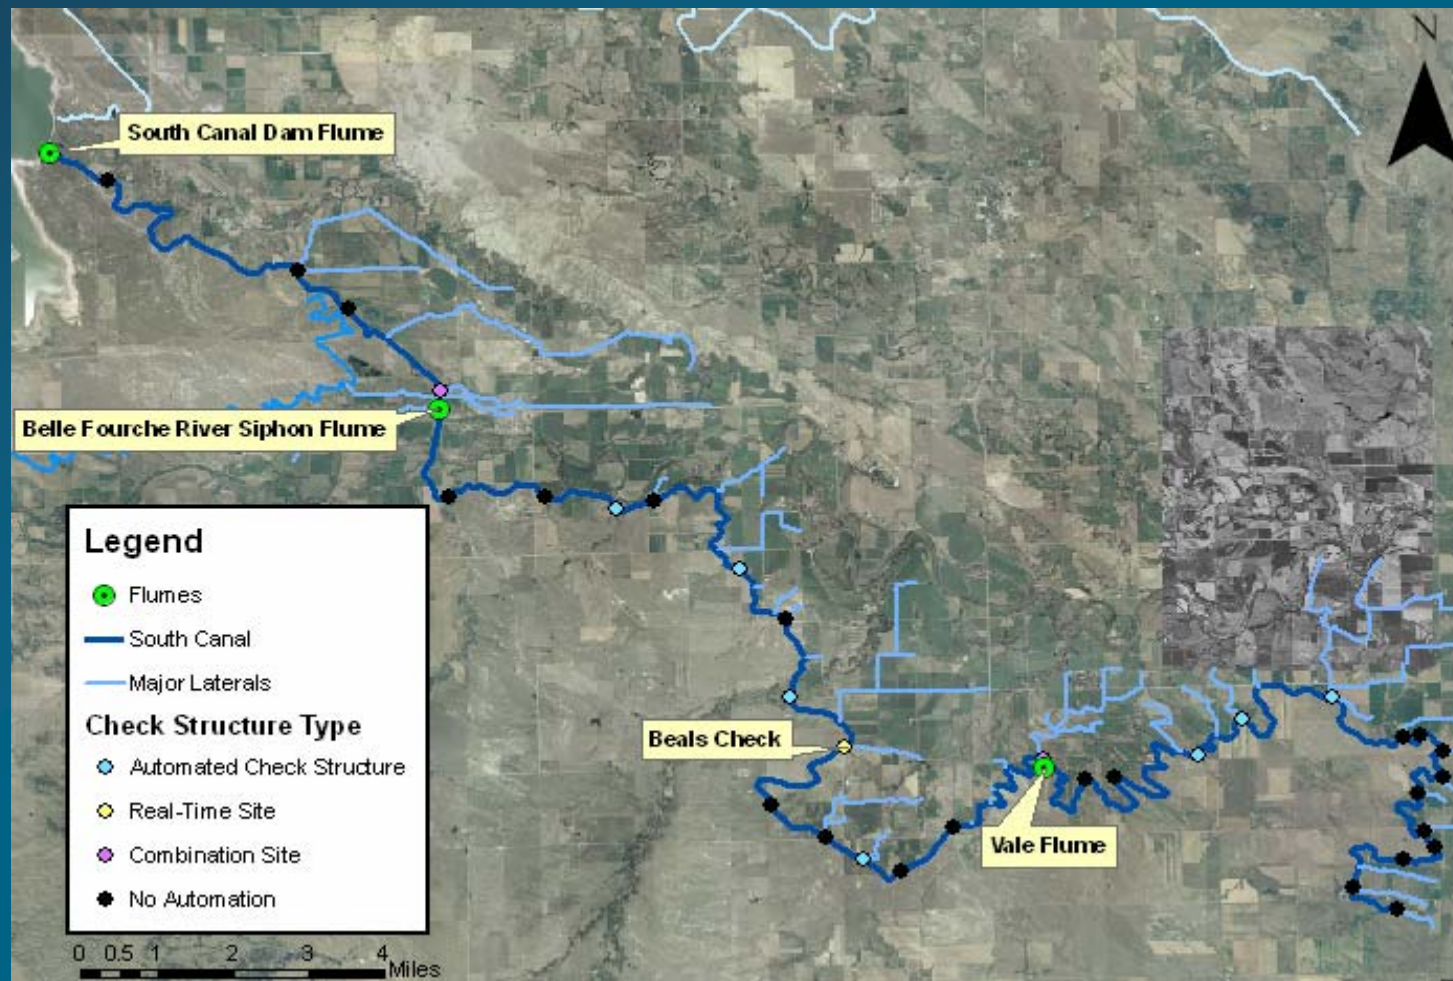 N
South Canal Dam Flume
Belle Fourche River Siphon Flume
Legend
Flumes
South Canal
Major Laterals
Check Structure Type
Automated Check Structure
Real-Time Site
Combination Site
No Automation
Beals Check
Vale Flume
0 0.5 1 2 3 4
Miles